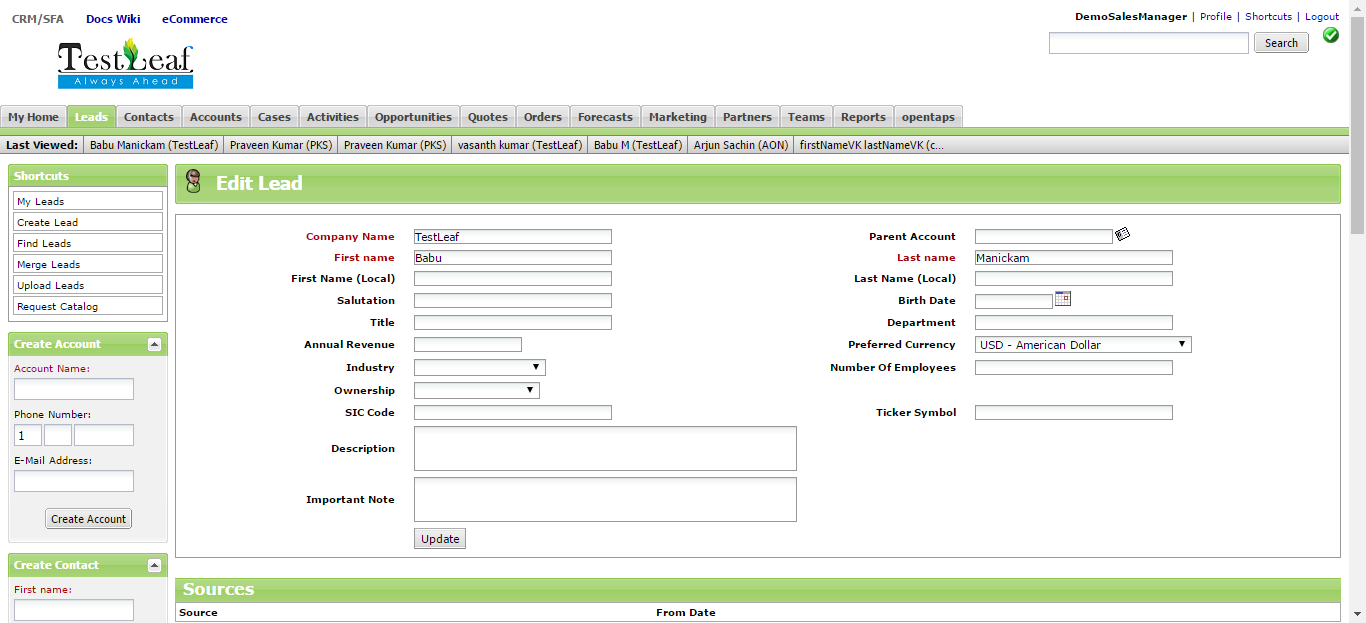 CRM/SFA Docs Wiki eCommerce
DemoSalesManager | Profile | Shortcuts | Logout
Search
TestLeaf
Always Ahead
My Home Leads Contacts Accounts Cases Activities Opportunities Quotes Orders Forecasts Marketing Partners Teams Reports opentaps
Last Viewed: Babu Manickam (TestLeaf) Praveen Kumar (PKS) Praveen Kumar (PKS) vasanth kumar (TestLeaf) Babu M (TestLeaf) Arjun Sachin (AON) firstNameVK lastNameVK (c...
Shortcuts
My Leads
Create Lead
Find Leads
Merge Leads
Upload Leads
Request Catalog
Create Account
Account Name:
Phone Number:
1
E-Mail Address:
Create Account
Create Contact
First name:
Edit Lead
Company Name TestLeaf Parent Account
First name Babu Last name Manickam
First Name (Local) Last Name (Local)
Salutation Birth Date
Title Department
Annual Revenue Preferred Currency USD - American Dollar
Industry Number Of Employees
Ownership
SIC Code Ticker Symbol
Description
Important Note
Update
Sources
Source From Date